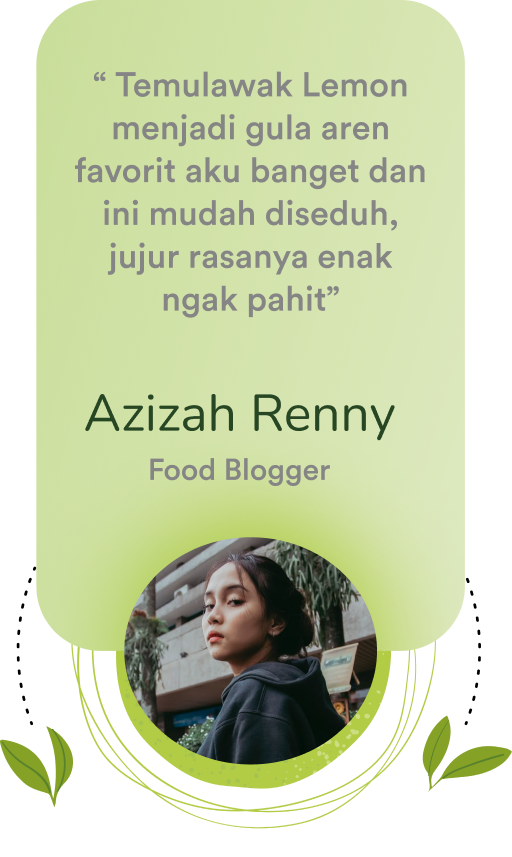 “ Temulawak Lemon
menjadi gula aren
favorit aku banget dan
ini mudah diseduh,
jujur rasanya enak
ngak pahit”
Azizah Renny
Food Blogger